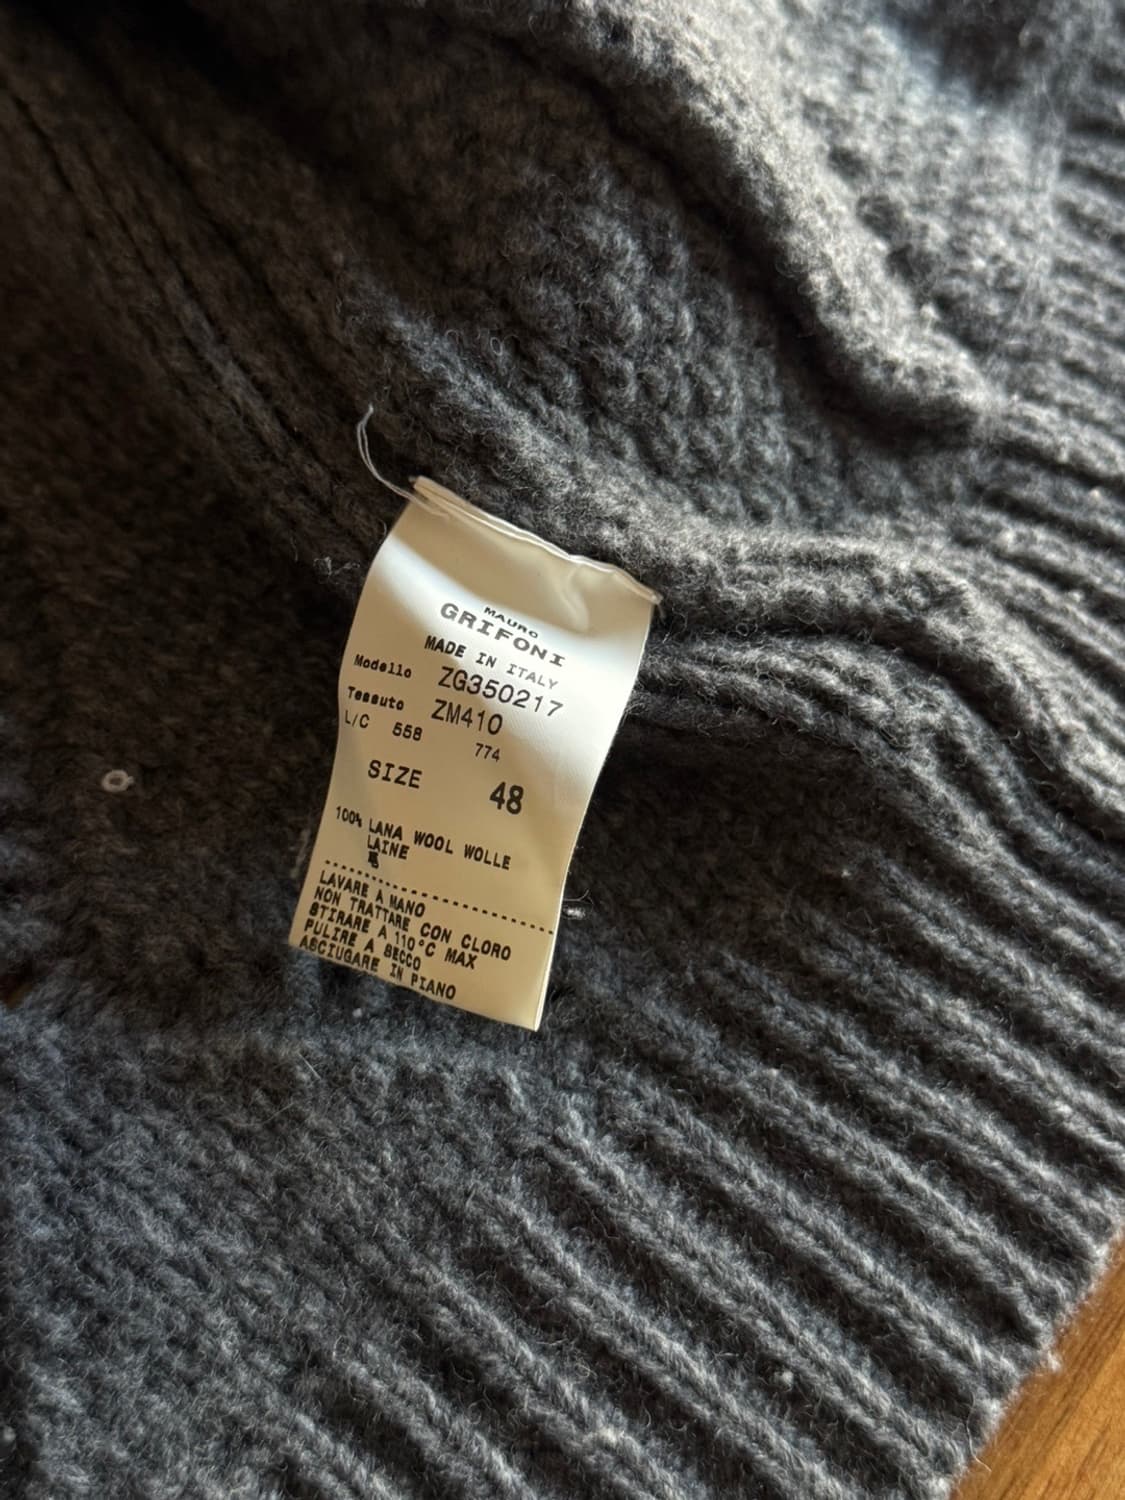 MAURO
GRIFONI
MADE IN ITALY
Modello ZG350217
Tessuto ZM410
L/C 558 774
SIZE 48
100% LANA WOOL WOLLE
LAINE
LAVARE A MANO
NON TRATTARE CON CLORO
STIRARE A 110°C MAX
PULIRE A SECCO
ASCIUGARE IN PIANO